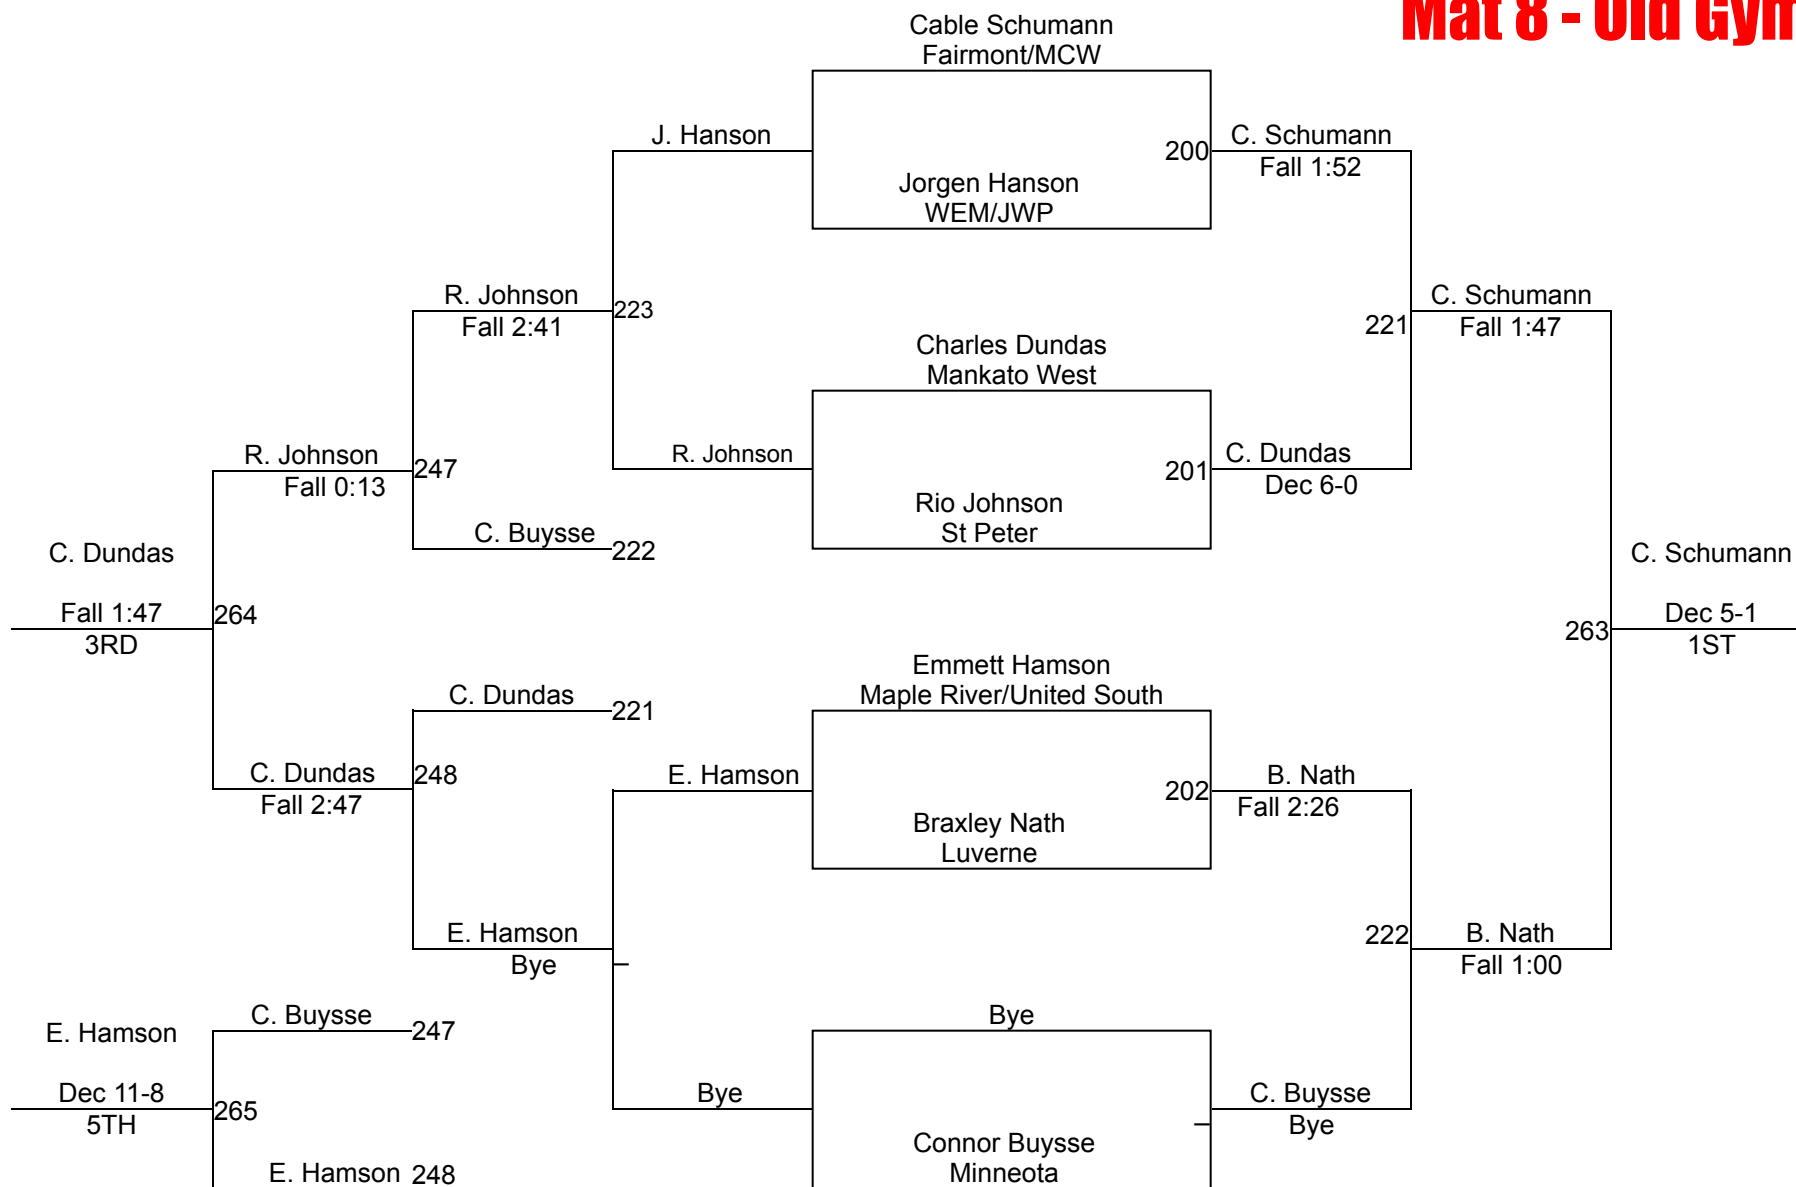 Mat 8 - Old Gym
Cable Schumann
Fairmont/MCW
J. Hanson
200
C. Schumann
Fall 1:52
Jorgen Hanson
WEM/JWP
R. Johnson
Fall 2:41
223
221
C. Schumann
Fall 1:47
Charles Dundas
Mankato West
R. Johnson
Fall 0:13
247
R. Johnson
201
C. Dundas
Dec 6-0
Rio Johnson
St Peter
C. Buysse
222
C. Dundas
Fall 1:47
3RD
264
C. Schumann
Dec 5-1
1ST
263
Emmett Hamson
Maple River/United South
C. Dundas
221
C. Dundas
Fall 2:47
248
E. Hamson
202
B. Nath
Fall 2:26
Braxley Nath
Luverne
E. Hamson
Bye
222
B. Nath
Fall 1:00
E. Hamson
Dec 11-8
5TH
C. Buysse
247
265
Bye
Bye
C. Buysse
Bye
Connor Buysse
Minneota
E. Hamson
248